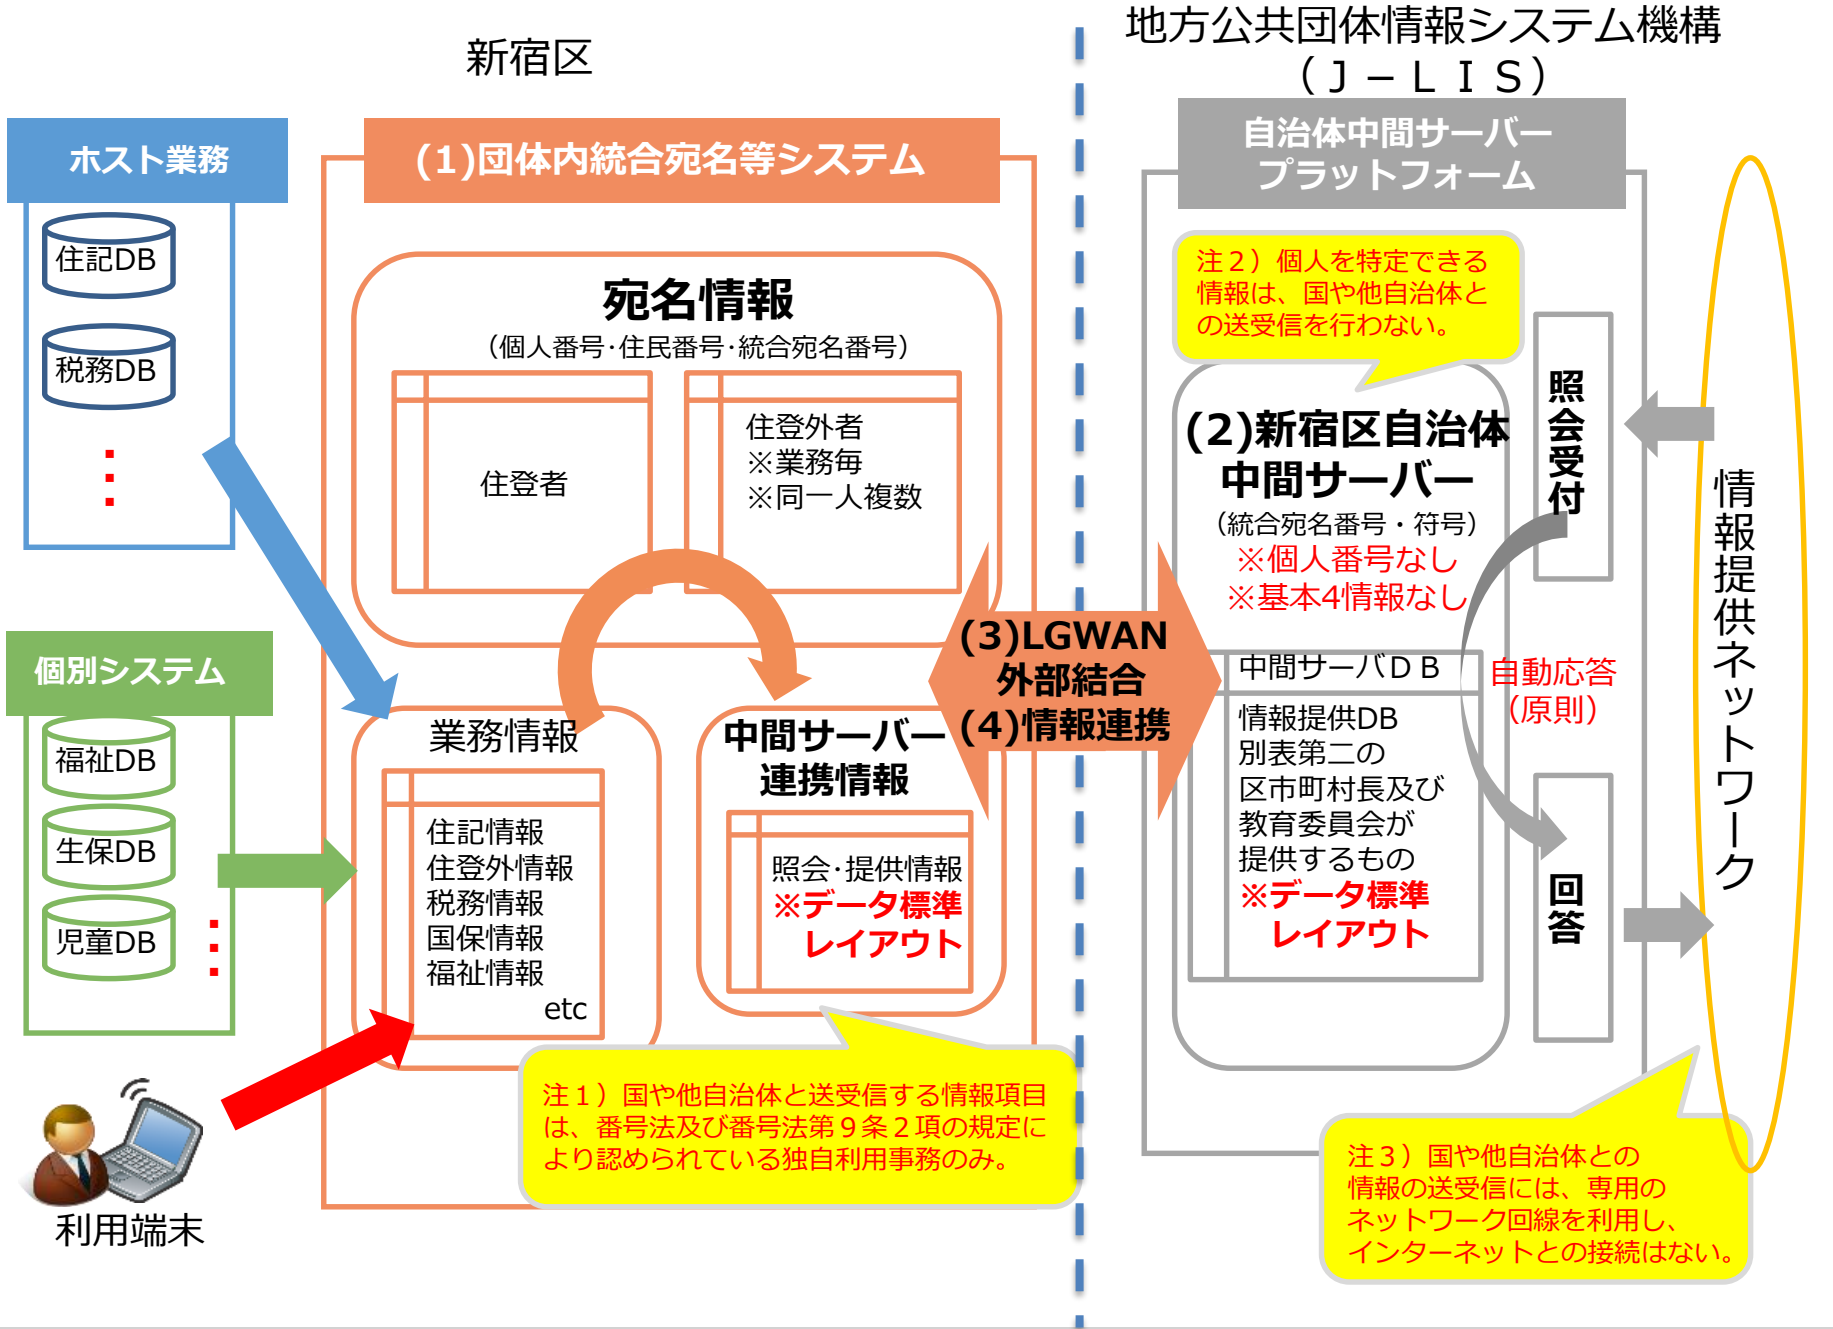 新宿区
地方公共団体情報システム機構
（Ｊ－ＬＩＳ）
ホスト業務
住記DB
税務DB
個別システム
福祉DB
生保DB
児童DB
利用端末
(1)団体内統合宛名等システム
宛名情報
（個人番号･住民番号･統合宛名番号）
住登者
住登外者
※業務毎
※同一人複数
業務情報
住記情報
住登外情報
税務情報
国保情報
福祉情報
etc
中間サーバー
連携情報
照会･提供情報
※データ標準
レイアウト
注１）国や他自治体と送受信する情報項目
は、番号法及び番号法第９条２項の規定に
より認められている独自利用事務のみ。
(3)LGWAN
外部結合
(4)情報連携
自治体中間サーバー
プラットフォーム
注２）個人を特定できる
情報は、国や他自治体と
の送受信を行わない。
(2)新宿区自治体
中間サーバー
（統合宛名番号・符号）
※個人番号なし
※基本4情報なし
中間サーバＤＢ
情報提供DB
別表第二の
区市町村長及び
教育委員会が
提供するもの
※データ標準
レイアウト
照会受付
自動応答
（原則）
回答
情報提供ネットワーク
注３）国や他自治体との
情報の送受信には、専用の
ネットワーク回線を利用し、
インターネットとの接続はない。